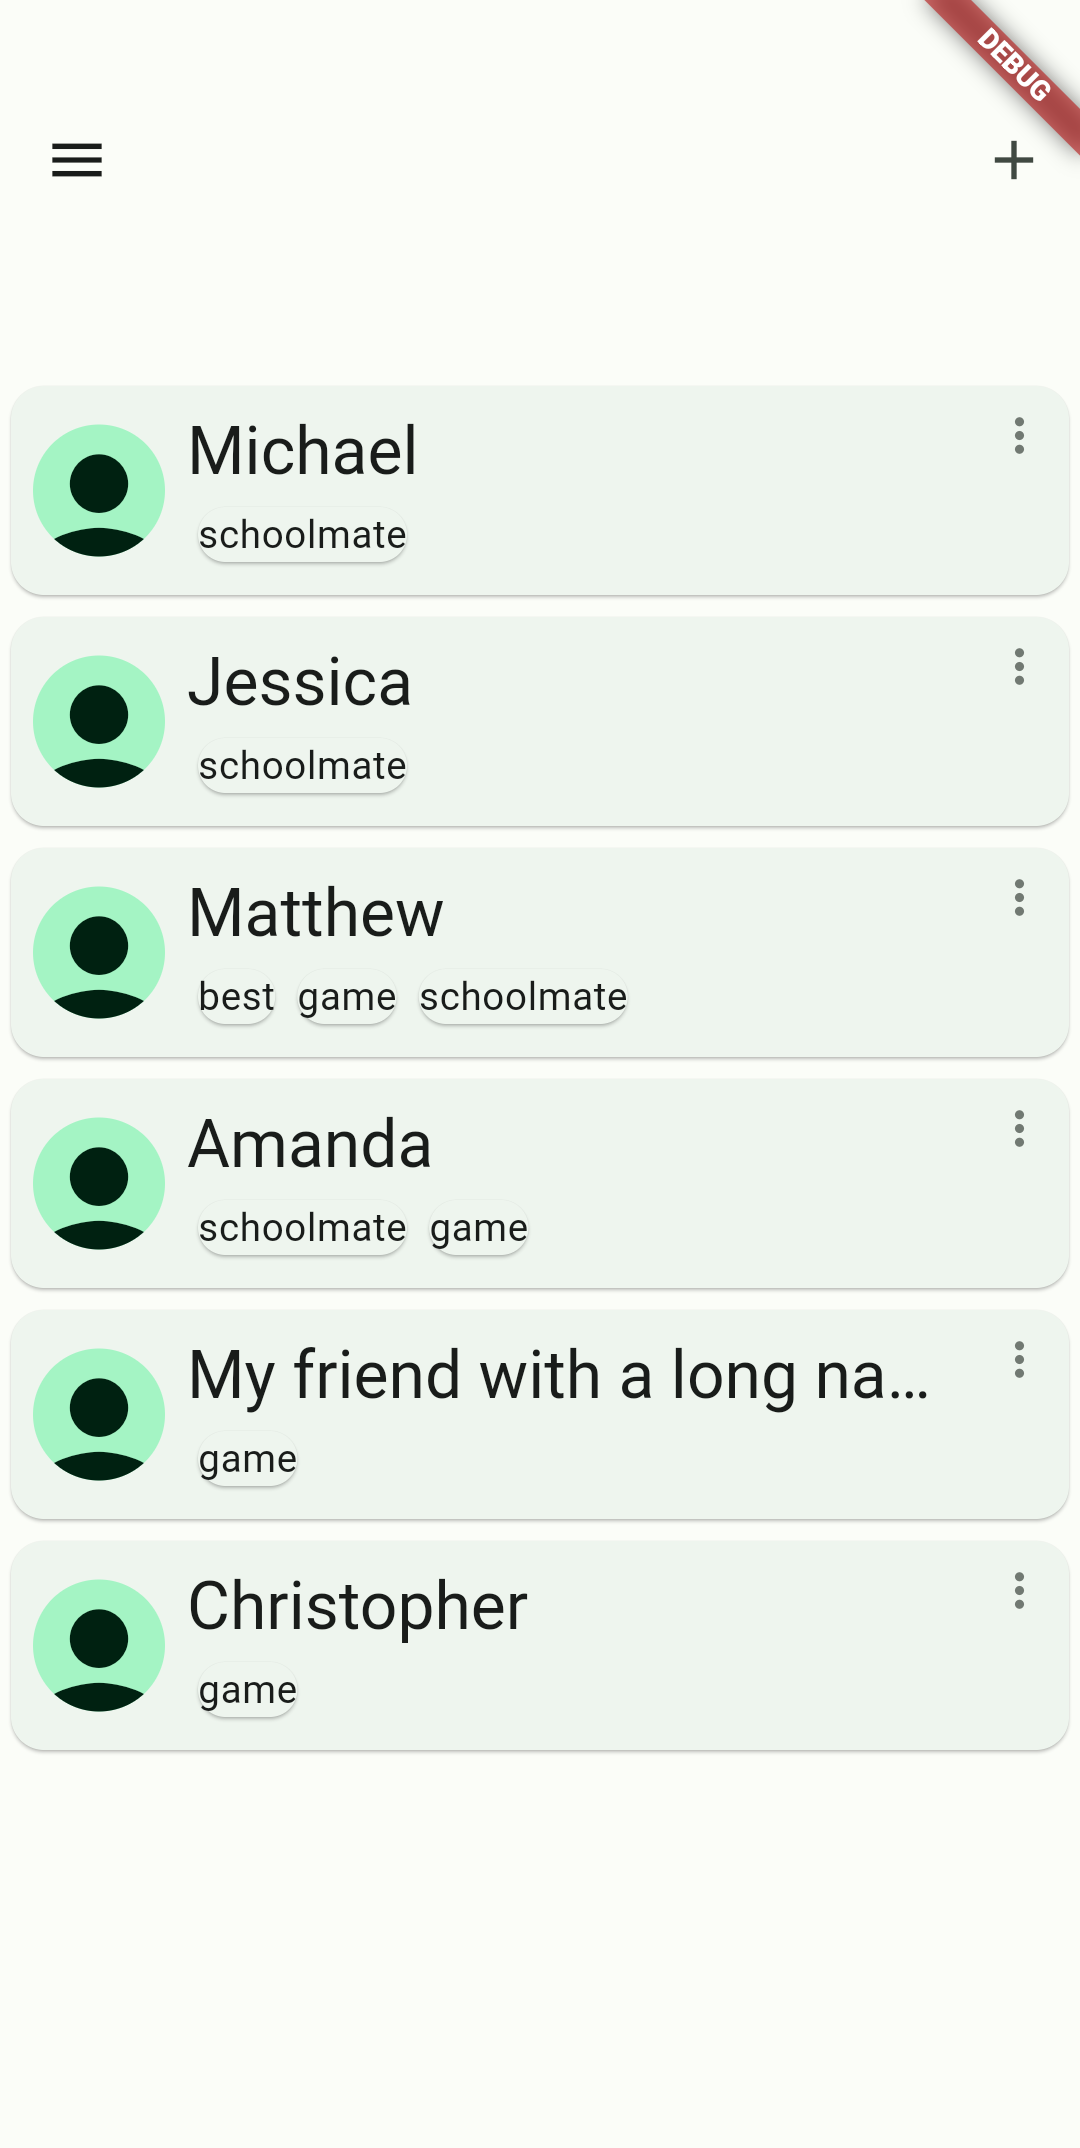 DEBUG
Michael
schoolmate
Jessica
schoolmate
Matthew
best game schoolmate
Amanda
schoolmate game
My friend with a long na...
game
Christopher
game